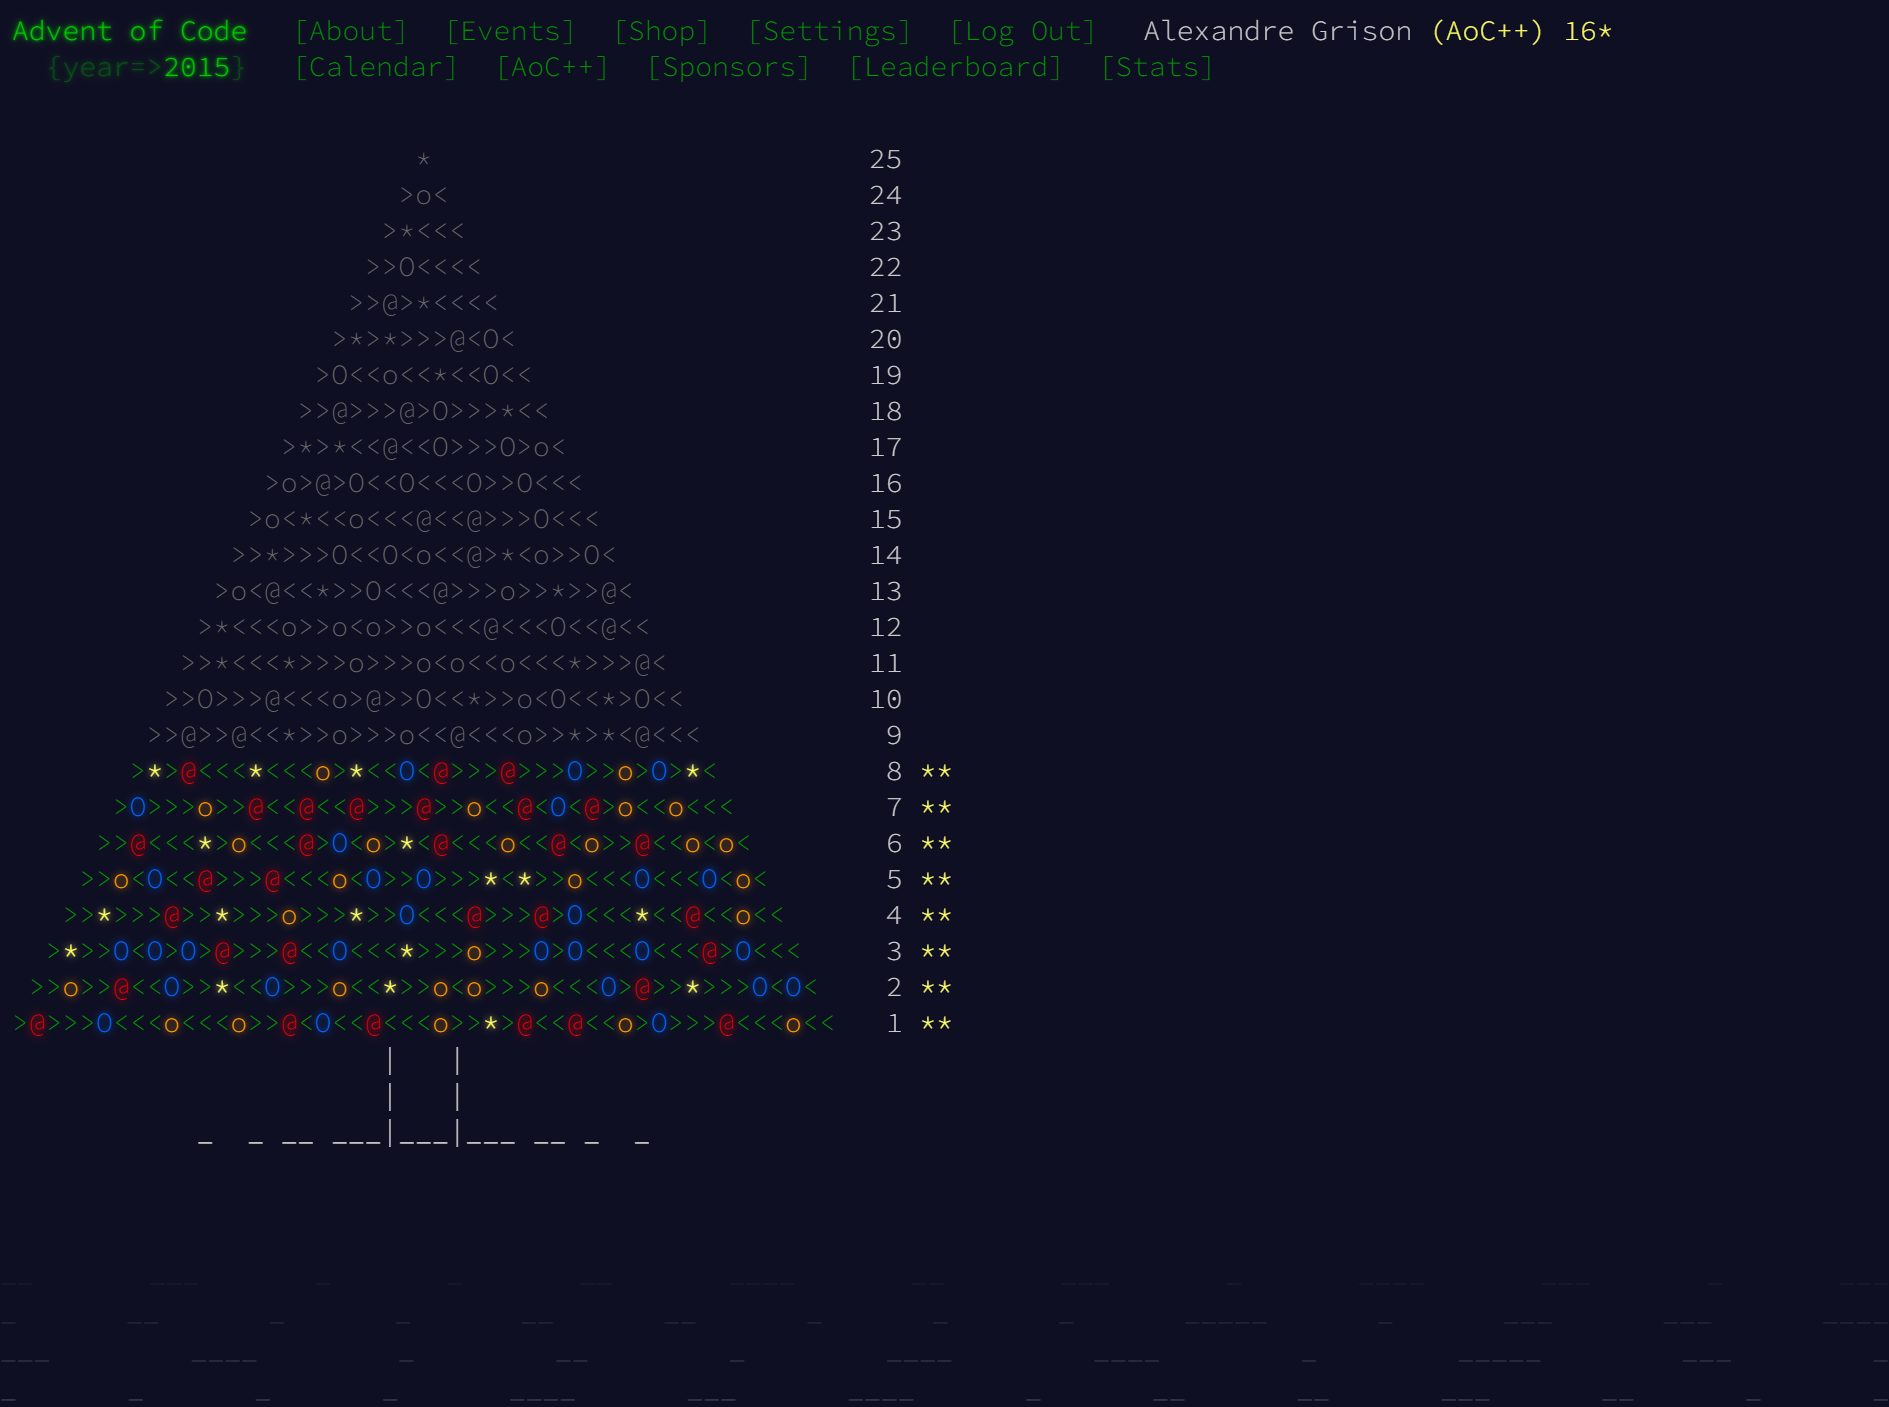 Advent of Code [About] [Events] [Shop] [Settings] [Log Out] Alexandre Grison (AoC++) 16*
{year=>2015} [Calendar] [AoC++] [Sponsors] [Leaderboard] [Stats]
* 25
>o< 24
>*<<< 23
>>O<<<< 22
>>@>*<<<< 21
>*>*>>>@<O< 20
>O<<o<<*<<O<< 19
>>@>>>@>O>>>*<< 18
>*>*<<@<<O>>>O>o< 17
>o>@>O<<O<<<O>>O<<< 16
>o<*<<o<<<@<<@>>>O<<< 15
>>*>>>O<<O<o<<@>*<o>>O< 14
>o<@<<*>>O<<<@>>>o>>*>>@< 13
>*<<<o>>o<o>>o<<<@<<<O<<@<< 12
>>*<<<*>>>o>>>o<o<<o<<<*>>>@< 11
>>O>>>@<<<o>@>>O<<*>>o<O<<*>O<< 10
>>@>>@<<*>>o>>>o<<@<<<o>>*>*<@<<< 9
>*>@<<<*<<<o>*<<O<@>>>@>>>O>>o>O>*< 8 **
>O>>>o>>@<<@<<@>>>@>>o<<@<O<@>o<<o<<< 7 **
>>@<<<*>o<<<@>O<o>*<@<<<o<<@<o>>@<<o<o< 6 **
>>o<O<<@>>>@<<<o<O>>O>>>*<*>>o<<<O<<<O<o< 5 **
>>*>>>@>>*>>>o>>>*>>O<<<@>>>@>O<<<*<<@<<o<< 4 **
>*>>O<O>O>@>>>@<<O<<<*>>>o>>>O>O<<<O<<<@>O<<< 3 **
>>o>>@<<O>>*<<O>>>o<<*>>o<o>>>o<<<O>@>>*>>>O<O< 2 **
>@>>>O<<<o<<<o>>@<O<<@<<<o>>*>@<<@<<o>O>>>@<<<o<< 1 **
| |
| |
_ _ __ ___|___|___ __ _ _